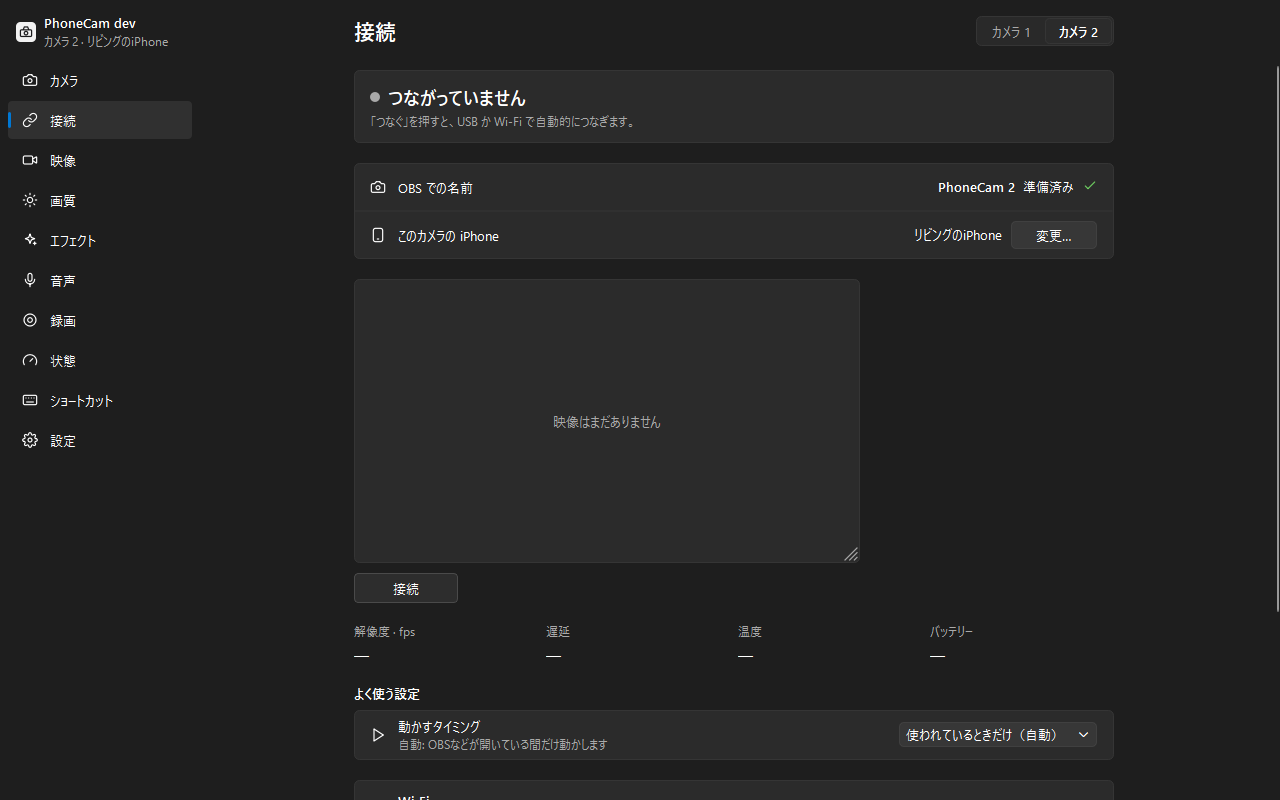 PhoneCam dev
カメラ 2 · リビングのiPhone
カメラ
接続
映像
画質
エフェクト
音声
録画
状態
ショートカット
設定
接続
カメラ 1
カメラ 2
つながっていません
「つなぐ」を押すと、USB か Wi-Fi で自動的につなぎます。
OBS での名前
PhoneCam 2 準備済み
このカメラの iPhone
リビングのiPhone
変更...
映像はまだありません
接続
解像度 · fps
遅延
温度
バッテリー
—
—
—
—
よく使う設定
動かすタイミング
自動: OBSなどが開いている間だけ動かします
使われているときだけ（自動）
Wi-Fi